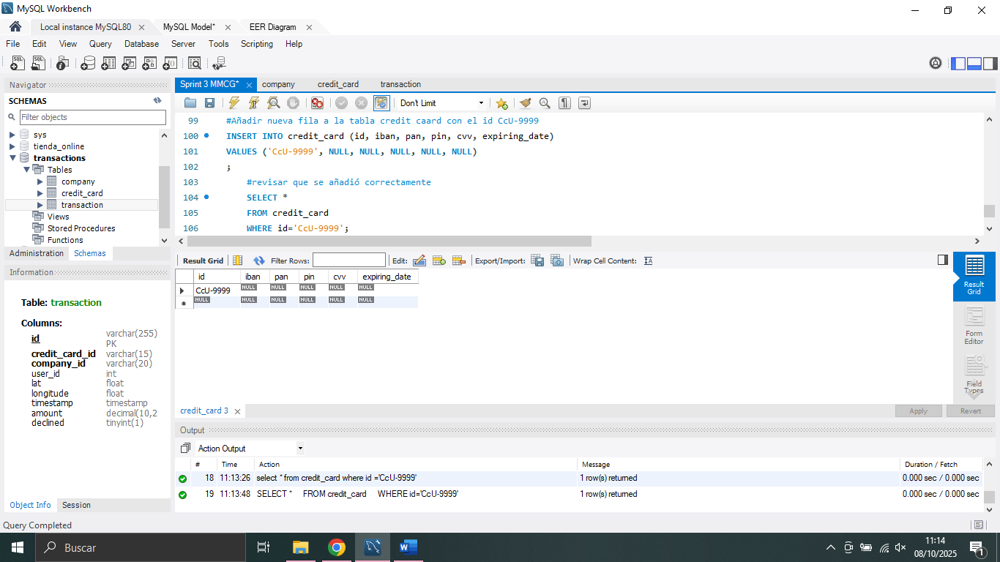 MySQL Workbench
Local instance MySQL80
MySQL Model*
EER Diagram
File Edit View Query Database Server Tools Scripting Help
Navigator
SCHEMAS
Filter objects
sys
tienda_online
transactions
Tables
company
credit_card
transaction
Views
Stored Procedures
Functions
Administration Schemas
Information
Table: transaction
Columns:
id varchar(255) PK
credit_card_id varchar(15)
company_id varchar(20)
user_id int
lat float
longitude float
timestamp timestamp
amount decimal(10,2
declined tinyint(1)
Object Info Session
Sprint 3 MMCG* company credit_card transaction
Don't Limit
99 #Añadir nueva fila a la tabla credit caard con el id CcU-9999
100 INSERT INTO credit_card (id, iban, pan, pin, cvv, expiring_date)
101 VALUES ('CcU-9999', NULL, NULL, NULL, NULL, NULL)
102 ;
103 #revisar que se añadió correctamente
104 SELECT *
105 FROM credit_card
106 WHERE id='CcU-9999';
Result Grid Filter Rows: Edit: Export/Import: Wrap Cell Content:
id iban pan pin cvv expiring_date
CcU-9999 NULL NULL NULL NULL NULL
NULL NULL NULL NULL NULL NULL
Result Grid
Form Editor
Field Types
credit_card 3
Apply Revert
Output
Action Output
# Time Action Message Duration / Fetch
18 11:13:26 select * from credit_card where id ='CcU-9999' 1 row(s) returned 0.000 sec / 0.000 sec
19 11:13:48 SELECT * FROM credit_card WHERE id='CcU-9999' 1 row(s) returned 0.000 sec / 0.000 sec
Query Completed
Buscar
11:14
08/10/2025
1